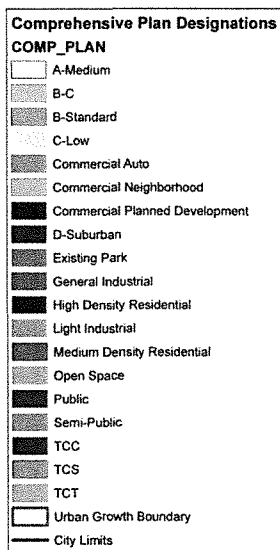 Comprehensive Plan Designations
COMP_PLAN
A-Medium
B-C
B-Standard
C-Low
Commercial Auto
Commercial Neighborhood
Commercial Planned Development
D-Suburban
Existing Park
General Industrial
High Density Residential
Light Industrial
Medium Density Residential
Open Space
Public
Semi-Public
TCC
TCS
TCT
Urban Growth Boundary
City Limits